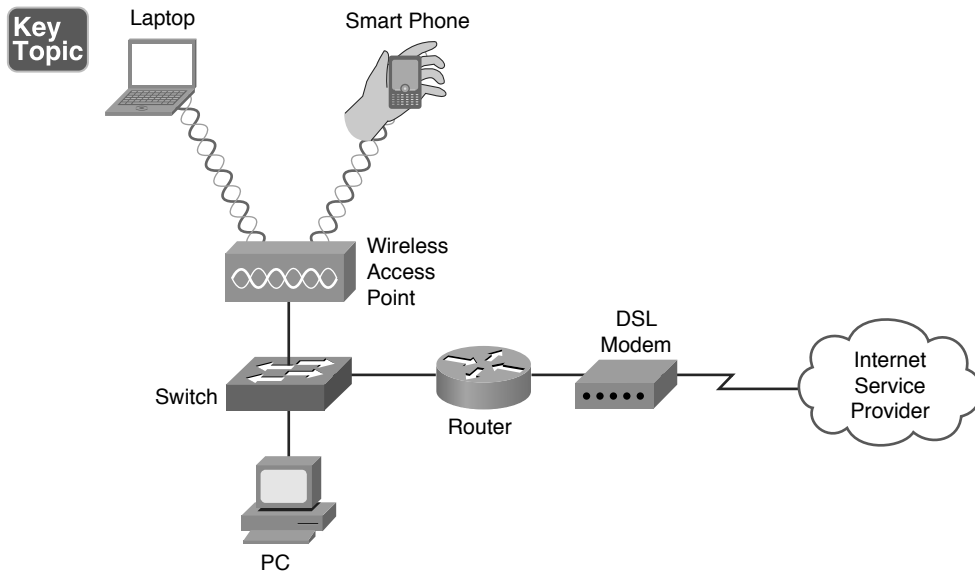 Key
Topic
Laptop
Smart Phone
Wireless
Access
Point
DSL
Modem
Internet
Service
Provider
Switch
Router
PC